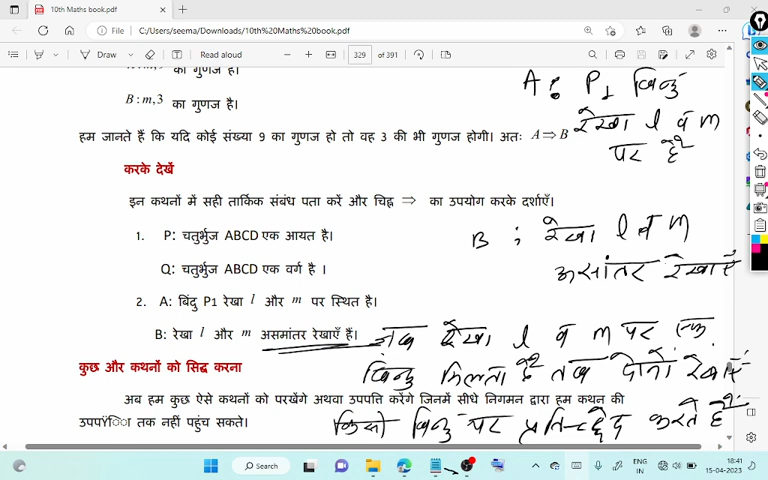 10th Maths book.pdf
File
C:/Users/seema/Downloads/10th%20Maths%20book.pdf
Draw
Read aloud
329
of 391
का गुणज है।
B : m, 3 का गुणज है।
हम जानते हैं कि यदि कोई संख्या 9 का गुणज हो तो वह 3 की भी गुणज होगी। अतः A ⇒ B
करके देखें
इन कथनों में सही तार्किक संबंध पता करें और चिह्न ⇒ का उपयोग करके दर्शाएँ।
1. P: चतुर्भुज ABCD एक आयत है।
Q: चतुर्भुज ABCD एक वर्ग है ।
2. A: बिंदु P1 रेखा l और m पर स्थित है।
B: रेखा l और m असमांतर रेखाएँ हैं।
कुछ और कथनों को सिद्ध करना
अब हम कुछ ऐसे कथनों को परखेंगे अथवा उपपत्ति करेंगे जिनमें सीधे निगमन द्वारा हम कथन की
तक नहीं पहुंच सकते।
A : P1 बिन्दु
रेखा l व m
पर है
B : रेखा l व m
असांतर रेखाएँ
जब रेखा l व m पर एक
बिन्दु मिलता है तब दोनों रेखाएँ
किसी बिन्दु पर प्रतिच्छेद करते हैं
Search
ENG
IN
18:41
15-04-2023